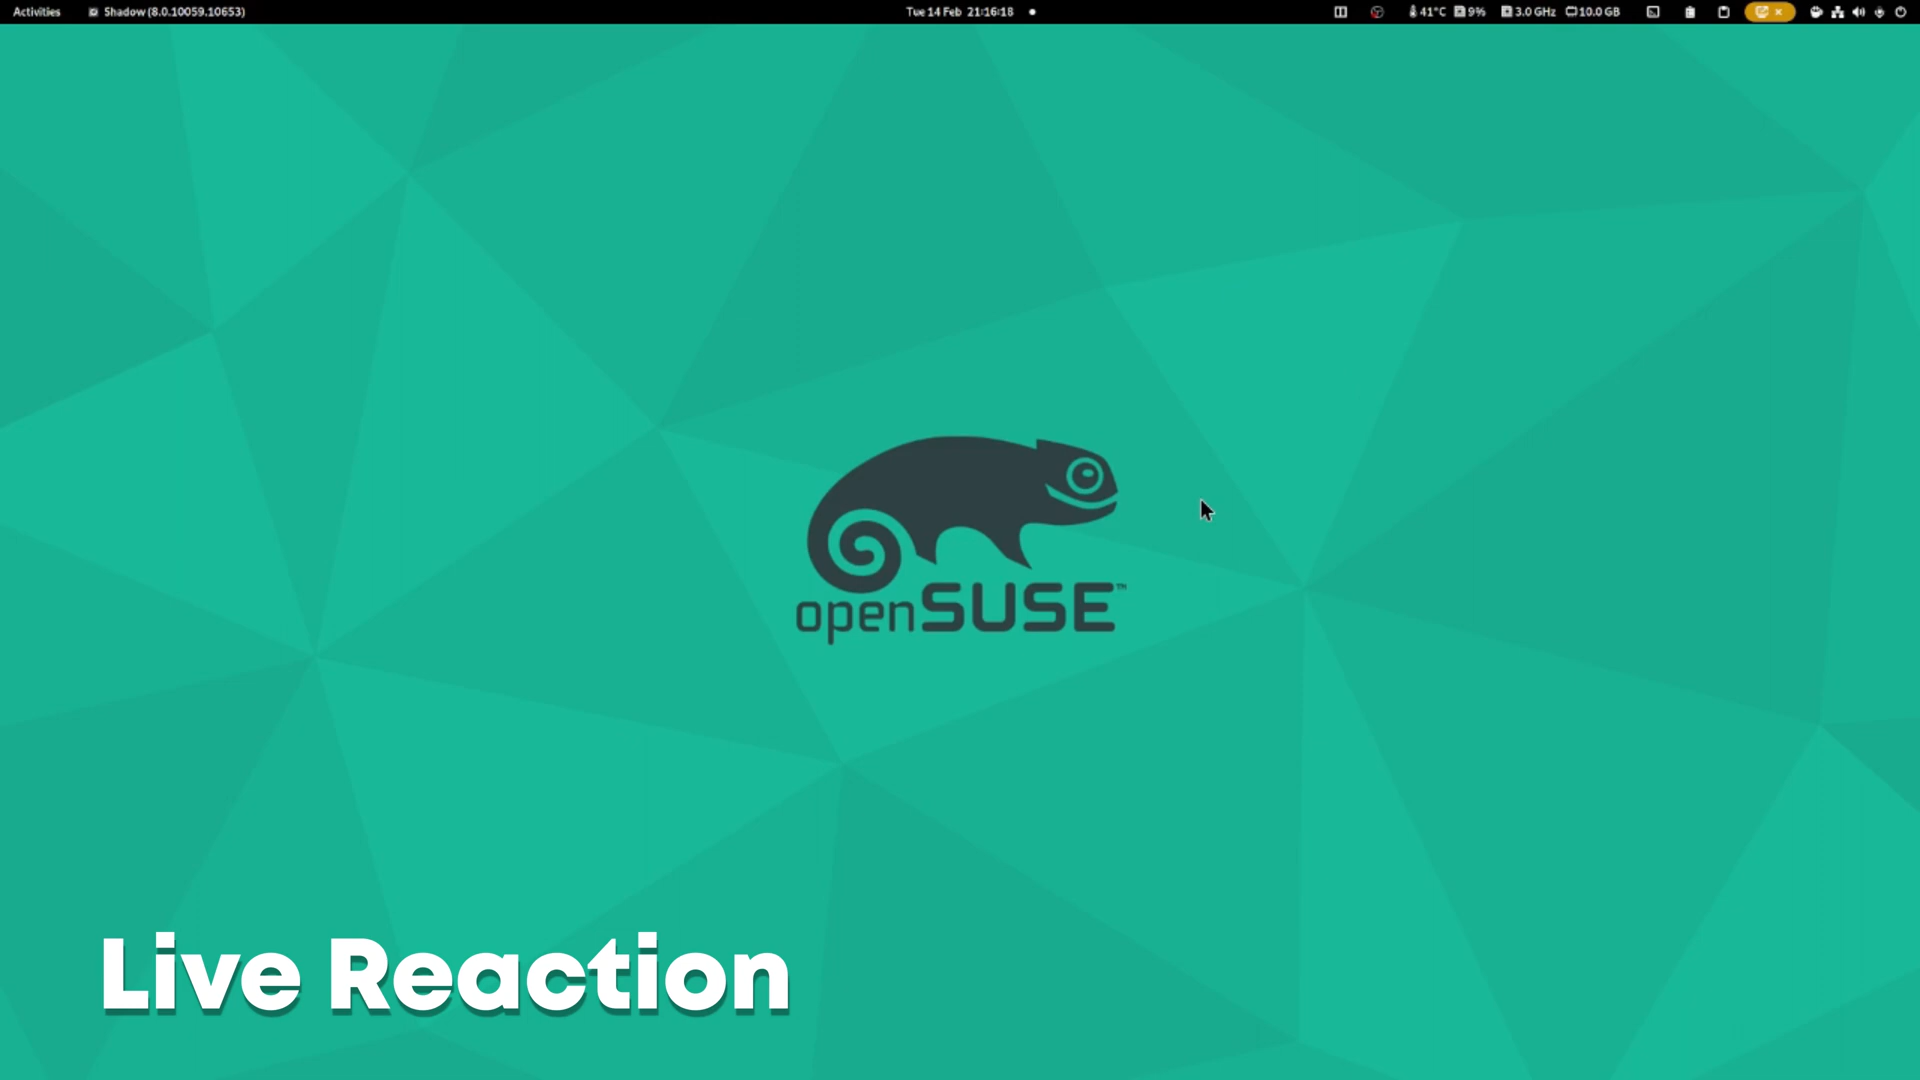 Activities Shadow (8.0.10059.10653) Tue 14 Feb 21:16:18 41°C 9% 3.0 GHz 10.0 GB
openSUSE™
Live Reaction